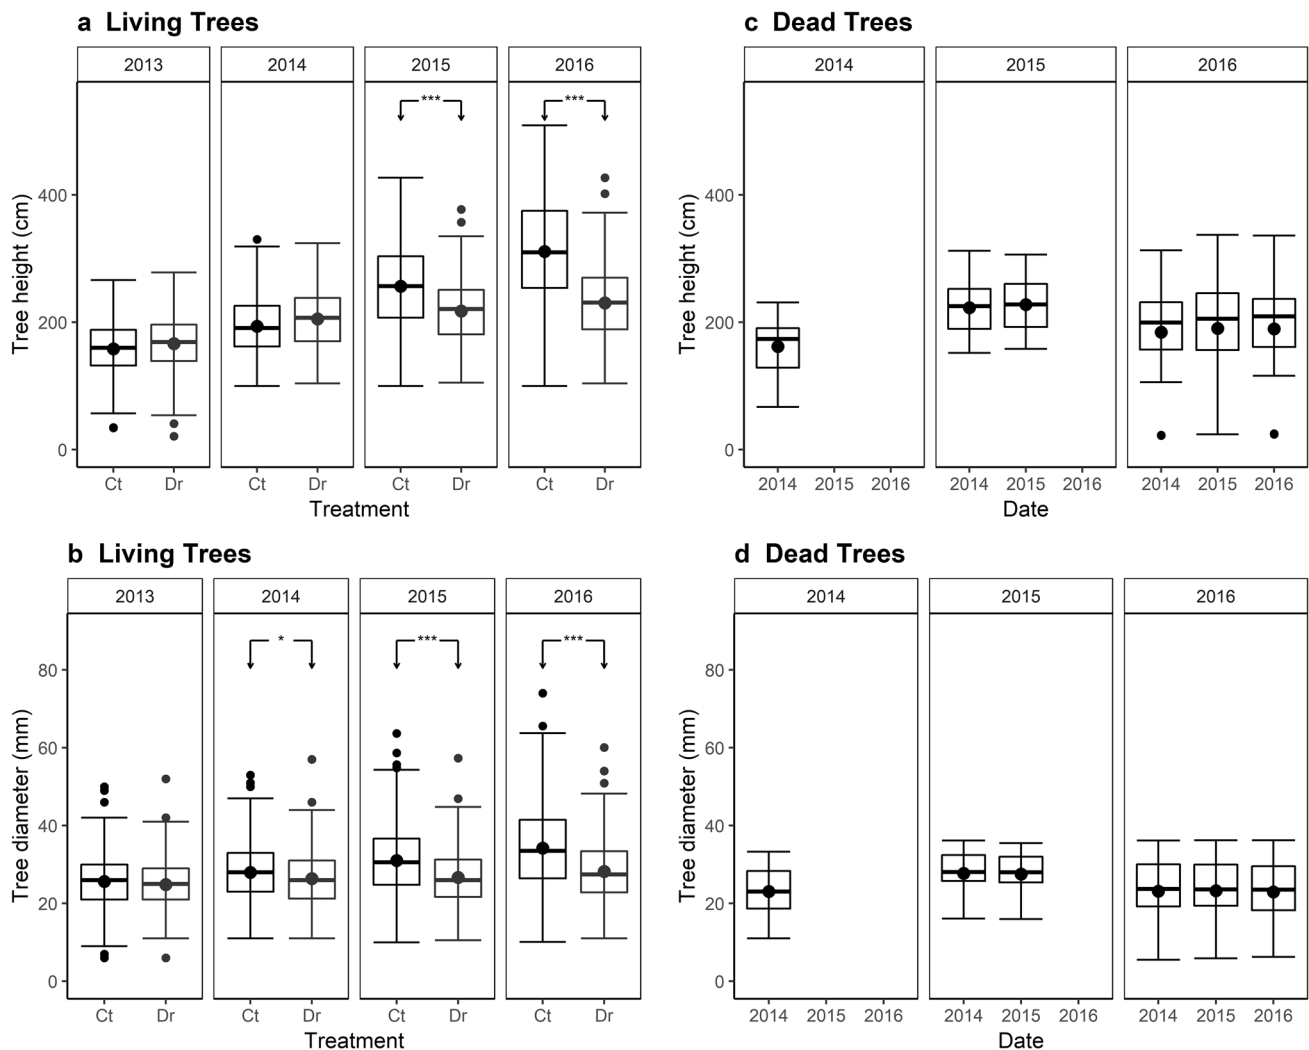 a Living Trees
2013 2014 2015 2016
*** ***
Tree height (cm)
400
200
0
Ct Dr Ct Dr Ct Dr Ct Dr
Treatment
c Dead Trees
2014 2015 2016
Tree height (cm)
400
200
0
2014 2015 2016 2014 2015 2016 2014 2015 2016
Date
b Living Trees
2013 2014 2015 2016
* *** ***
Tree diameter (mm)
80
60
40
20
0
Ct Dr Ct Dr Ct Dr Ct Dr
Treatment
d Dead Trees
2014 2015 2016
Tree diameter (mm)
80
60
40
20
0
2014 2015 2016 2014 2015 2016 2014 2015 2016
Date